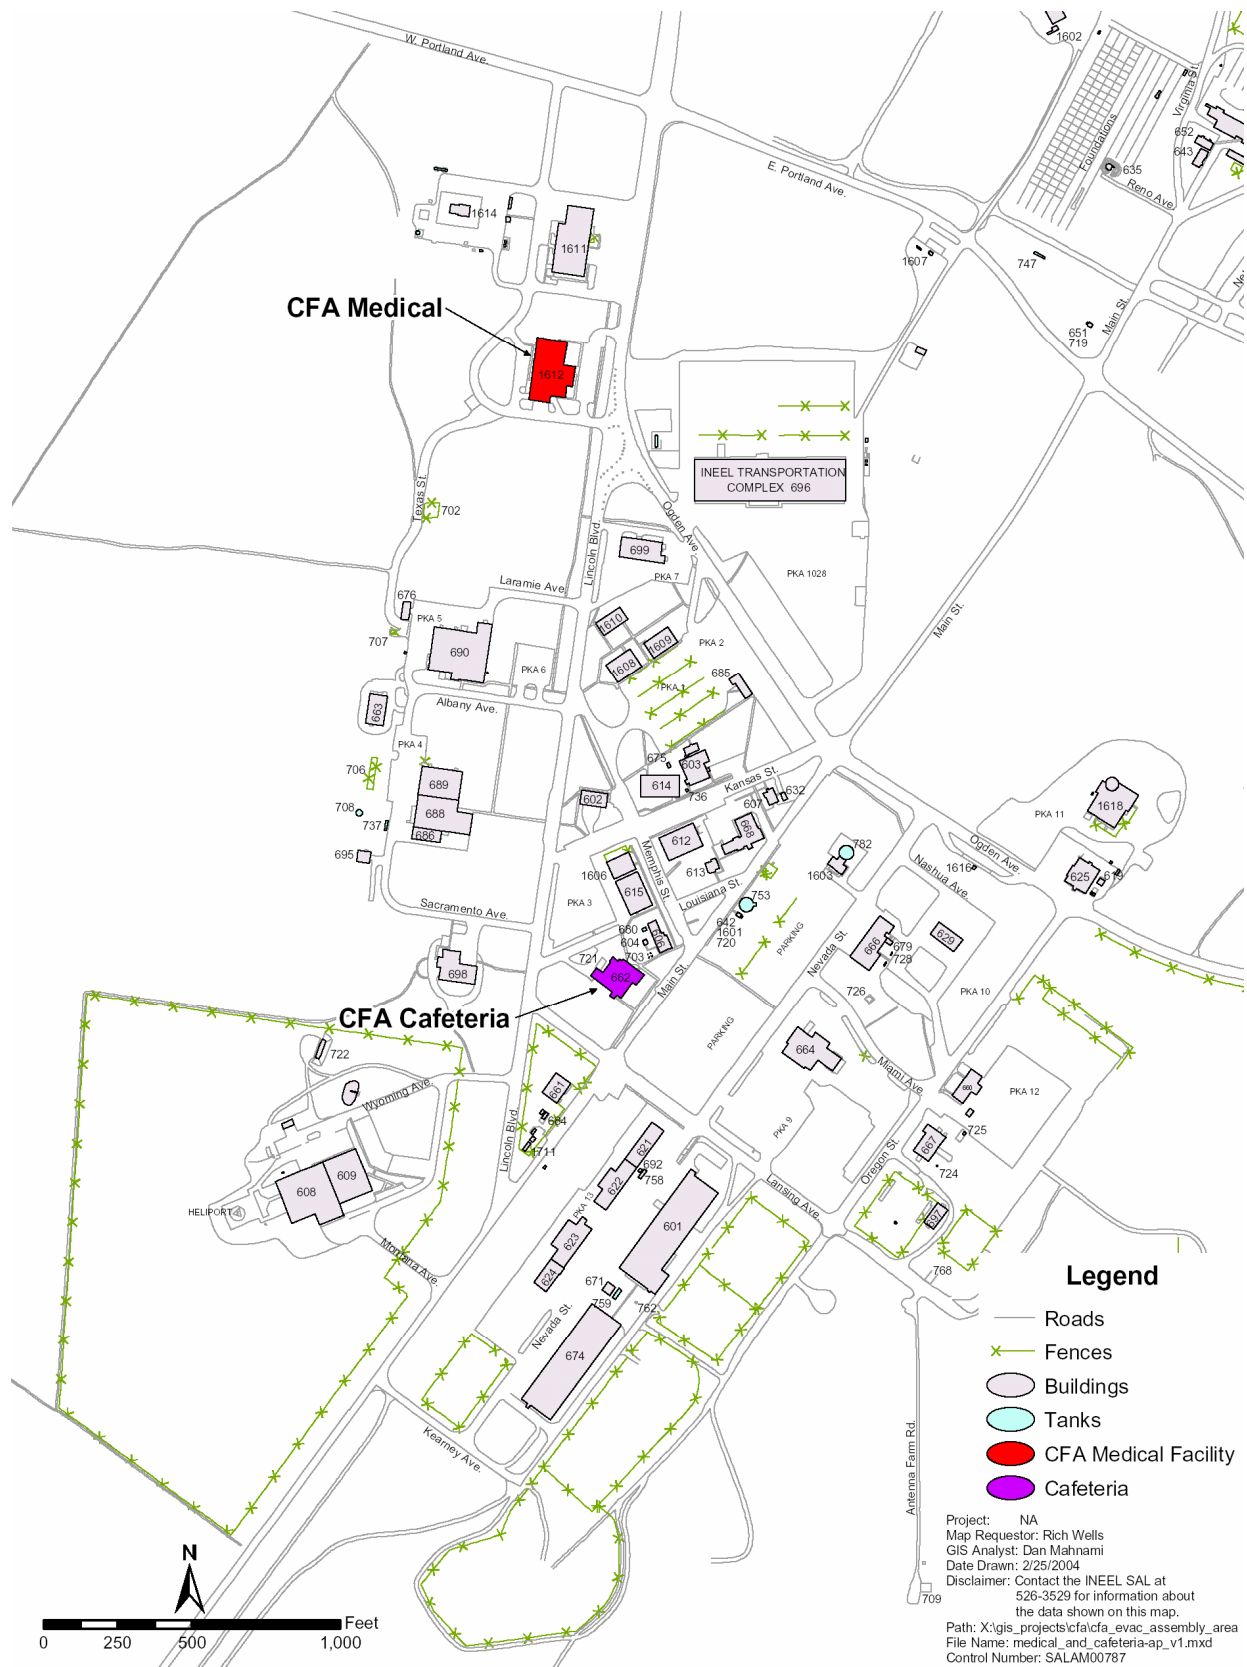 W. Portland Ave.
1602
Virginia St.
Foundations
652
643
635
Reno Ave.
E. Portland Ave.
1614
1611
1607
747
Main St.
651
719
CFA Medical
1612
INEEL TRANSPORTATION
COMPLEX 696
Texas St.
702
Lincoln Blvd.
Ogden Ave.
699
PKA 7
PKA 1028
Laramie Ave.
676
PKA 5
707
690
PKA 6
1610
1609
1608
PKA 2
PKA 1
685
Main St.
663
Albany Ave.
PKA 4
706
689
708
688
737
686
695
675
603
614
736
Kansas St.
602
607
632
612
668
613
Memphis St.
Louisiana St.
1606
615
PKA 3
782
1603
753
642
1601
720
PKA 11
1618
Ogden Ave.
1616
625
619
Nashua Ave.
Sacramento Ave.
680
604
606
703
721
662
698
Main St.
PARKING
Nevada St.
666
679
728
629
726
PKA 10
CFA Cafeteria
PARKING
664
Miami Ave.
660
PKA 12
722
Wyoming Ave.
661
684
1711
Lincoln Blvd.
PKA 9
725
667
724
Oregon St.
608
609
HELIPORT
Montana Ave.
621
692
758
622
PKA 13
601
Lansing Ave.
697
768
623
624
671
759
762
Nevada St.
674
Kearney Ave.
Antenna Farm Rd.
709
Legend
Roads
Fences
Buildings
Tanks
CFA Medical Facility
Cafeteria
Project: NA
Map Requestor: Rich Wells
GIS Analyst: Dan Mahnami
Date Drawn: 2/25/2004
Disclaimer: Contact the INEEL SAL at
526-3529 for information about
the data shown on this map.
Path: X:\gis_projects\cfa\cfa_evac_assembly_area
File Name: medical_and_cafeteria-ap_v1.mxd
Control Number: SALAM00787
N
Feet
0 250 500 1,000